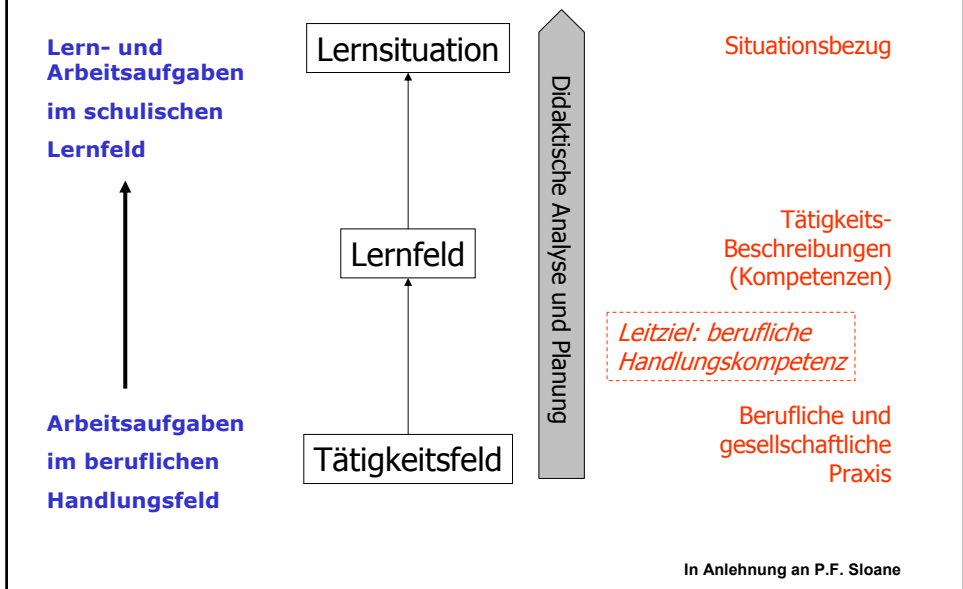 Lern- und
Arbeitsaufgaben
im schulischen
Lernfeld
Arbeitsaufgaben
im beruflichen
Handlungsfeld
Lernsituation
Lernfeld
Tätigkeitsfeld
Didaktische Analyse und Planung
Situationsbezug
Tätigkeits-
Beschreibungen
(Kompetenzen)
Leitziel: berufliche
Handlungskompetenz
Berufliche und
gesellschaftliche
Praxis
In Anlehnung an P.F. Sloane